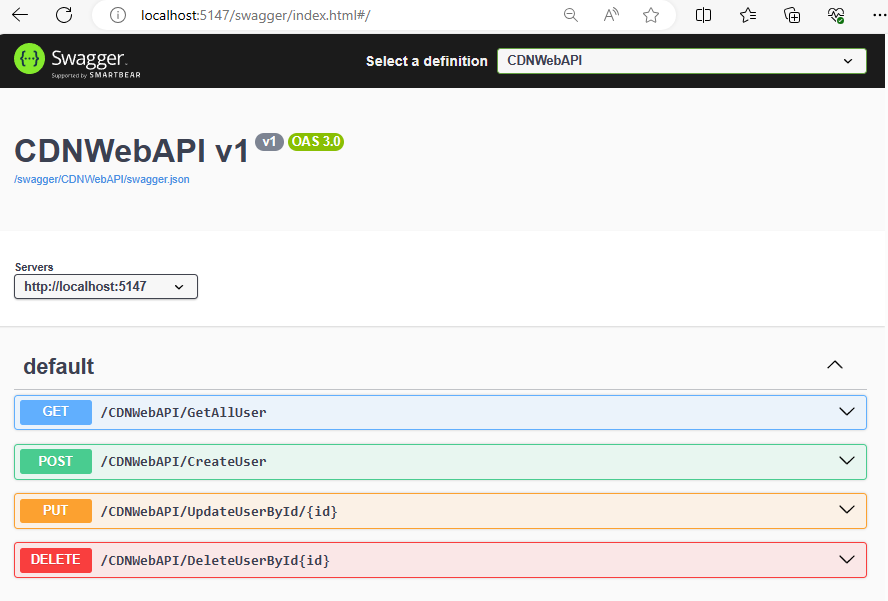 localhost:5147/swagger/index.html#/
Swagger.
Supported by SMARTBEAR
Select a definition
CDNWebAPI
CDNWebAPI v1 v1 OAS 3.0
/swagger/CDNWebAPI/swagger.json
Servers
http://localhost:5147
default
GET /CDNWebAPI/GetAllUser
POST /CDNWebAPI/CreateUser
PUT /CDNWebAPI/UpdateUserById/{id}
DELETE /CDNWebAPI/DeleteUserById{id}